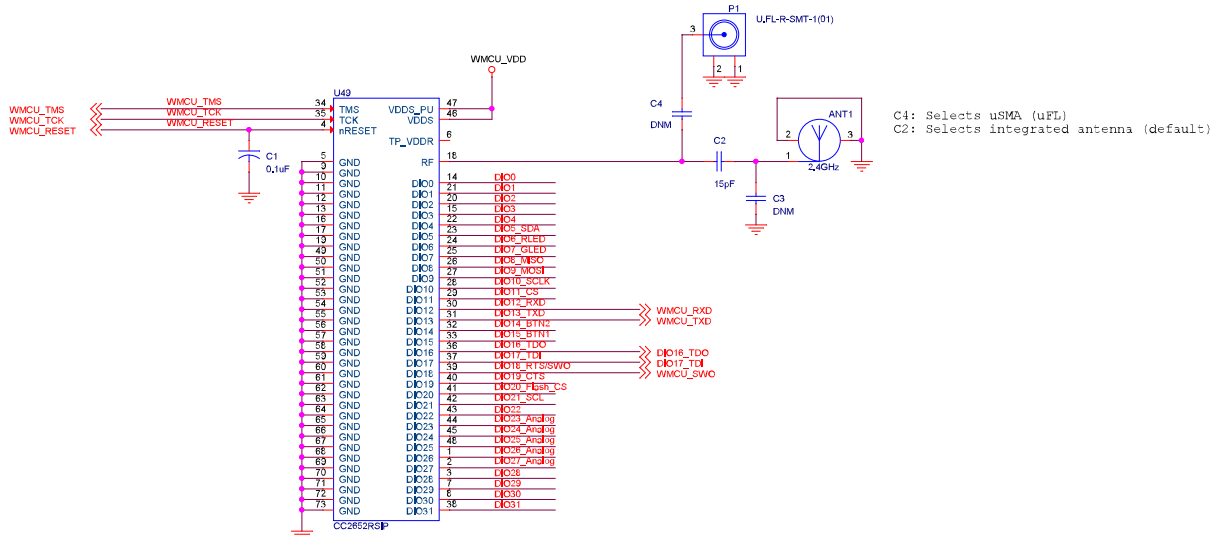 P1
U.FL-R-SMT-1(01)
3
2
1
WMCU_VDD
U49
WMCU_TMS
WMCU_TMS
34
TMS
VDDS_PU
47
WMCU_TCK
WMCU_TCK
35
TCK
VDDS
46
WMCU_RESET
WMCU_RESET
4
nRESET
TP_VDDR
6
C4
DNM
ANT1
2
3
1
2.4GHz
C4: Selects uSMA (uFL)
C2: Selects integrated antenna (default)
C1
0.1uF
C2
15pF
C3
DNM
5
GND
RF
18
9
GND
10
GND
DIO0
14
DIO0
11
GND
DIO1
21
DIO1
12
GND
DIO2
20
DIO2
13
GND
DIO3
15
DIO3
16
GND
DIO4
22
DIO4
17
GND
DIO5
23
DIO5_SDA
19
GND
DIO6
24
DIO6_RLED
49
GND
DIO7
25
DIO7_GLED
50
GND
DIO8
26
DIO8_MISO
51
GND
DIO9
27
DIO9_MOSI
52
GND
DIO10
28
DIO10_SCLK
53
GND
DIO11
29
DIO11_CS
54
GND
DIO12
30
DIO12_RXD
WMCU_RXD
55
GND
DIO13
31
DIO13_TXD
WMCU_TXD
56
GND
DIO14
32
DIO14_BTN2
57
GND
DIO15
33
DIO15_BTN1
58
GND
DIO16
36
DIO16_TDO
DIO16_TDO
59
GND
DIO17
37
DIO17_TDI
DIO17_TDI
60
GND
DIO18
39
DIO18_RTS/SWO
WMCU_SWO
61
GND
DIO19
40
DIO19_CTS
62
GND
DIO20
41
DIO20_Flash_CS
63
GND
DIO21
42
DIO21_SCL
64
GND
DIO22
43
DIO22
65
GND
DIO23
44
DIO23_Analog
66
GND
DIO24
45
DIO24_Analog
67
GND
DIO25
48
DIO25_Analog
68
GND
DIO26
1
DIO26_Analog
69
GND
DIO27
2
DIO27_Analog
70
GND
DIO28
3
DIO28
71
GND
DIO29
7
DIO29
72
GND
DIO30
8
DIO30
73
GND
DIO31
38
DIO31
CC2652RSIP